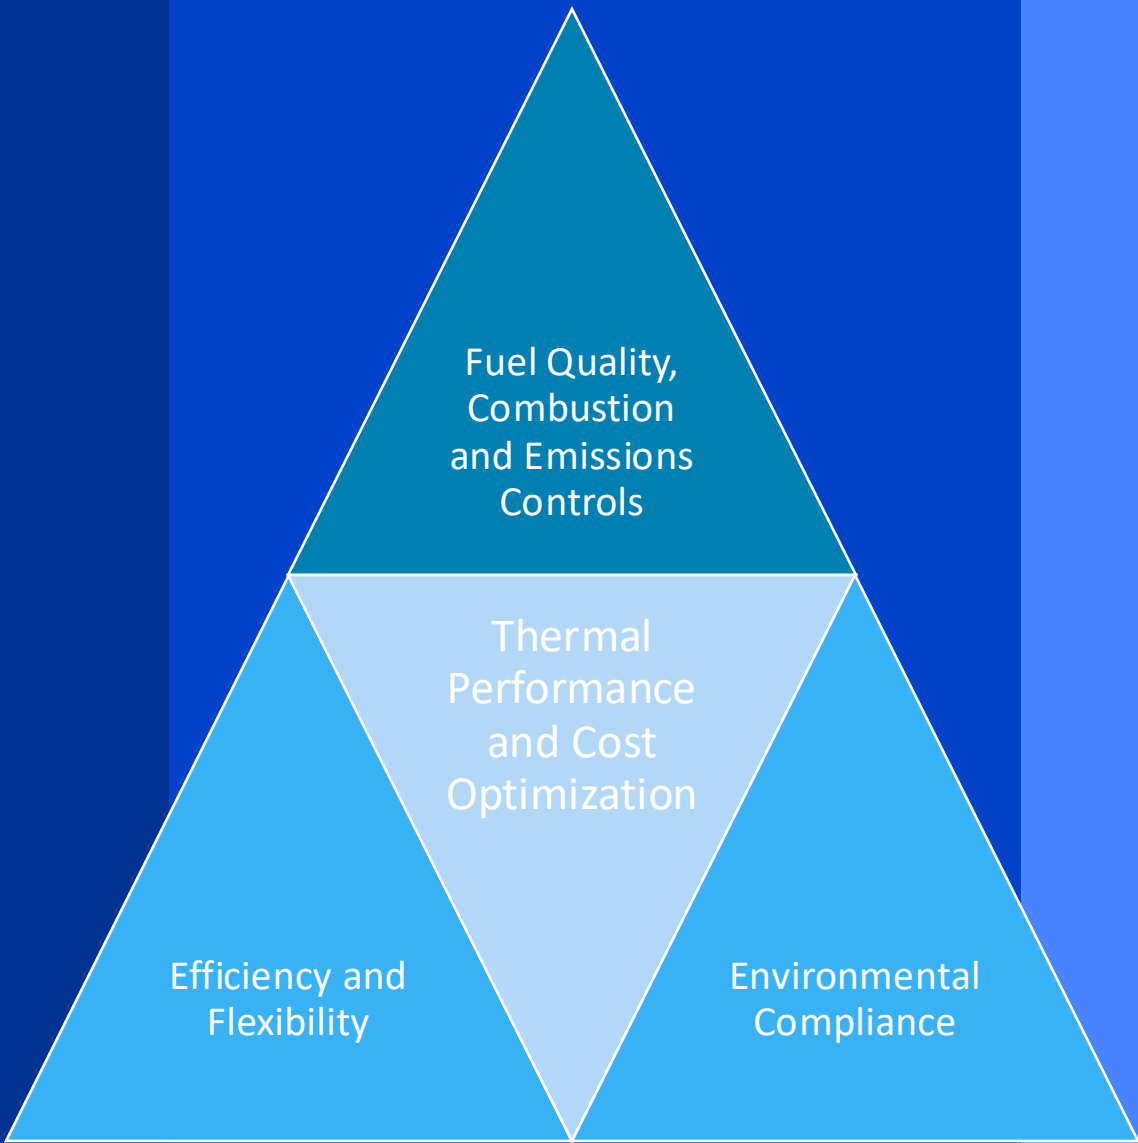 Fuel Quality,
Combustion
and Emissions
Controls
Thermal
Performance
and Cost
Optimization
Efficiency and
Flexibility
Environmental
Compliance